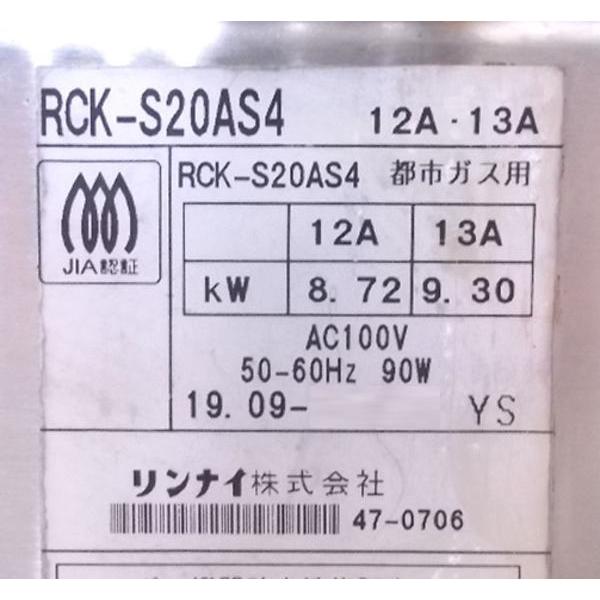 RCK-S20AS4 12A・13A
JIA認証
RCK-S20AS4 都市ガス用
12A 13A
kW 8.72 9.30
AC100V
50-60Hz 90W
19.09- YS
リンナイ株式会社
47-0706